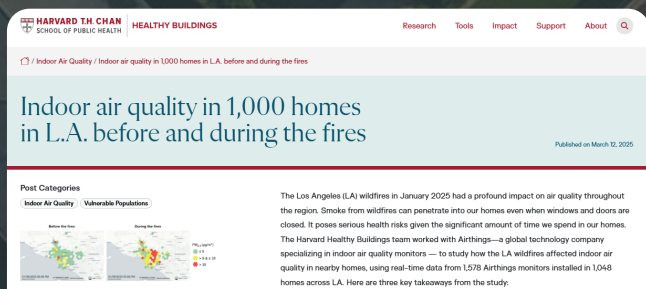 HARVARD T.H. CHAN
SCHOOL OF PUBLIC HEALTH
HEALTHY BUILDINGS
Research Tools Impact Support About
/ Indoor Air Quality / Indoor air quality in 1,000 homes in L.A. before and during the fires
Indoor air quality in 1,000 homes
in L.A. before and during the fires
Published on March 12, 2025
Post Categories
Indoor Air Quality Vulnerable Populations
Before the fires During the fires
The Los Angeles (LA) wildfires in January 2025 had a profound impact on air quality throughout
the region. Smoke from wildfires can penetrate into our homes even when windows and doors are
closed. It poses serious health risks given the significant amount of time we spend in our homes.
The Harvard Healthy Buildings team worked with Airthings—a global technology company
specializing in indoor air quality monitors — to study how the LA wildfires affected indoor air
quality in nearby homes, using real-time data from 1,578 Airthings monitors installed in 1,048
homes across LA. Here are three key takeaways from the study: